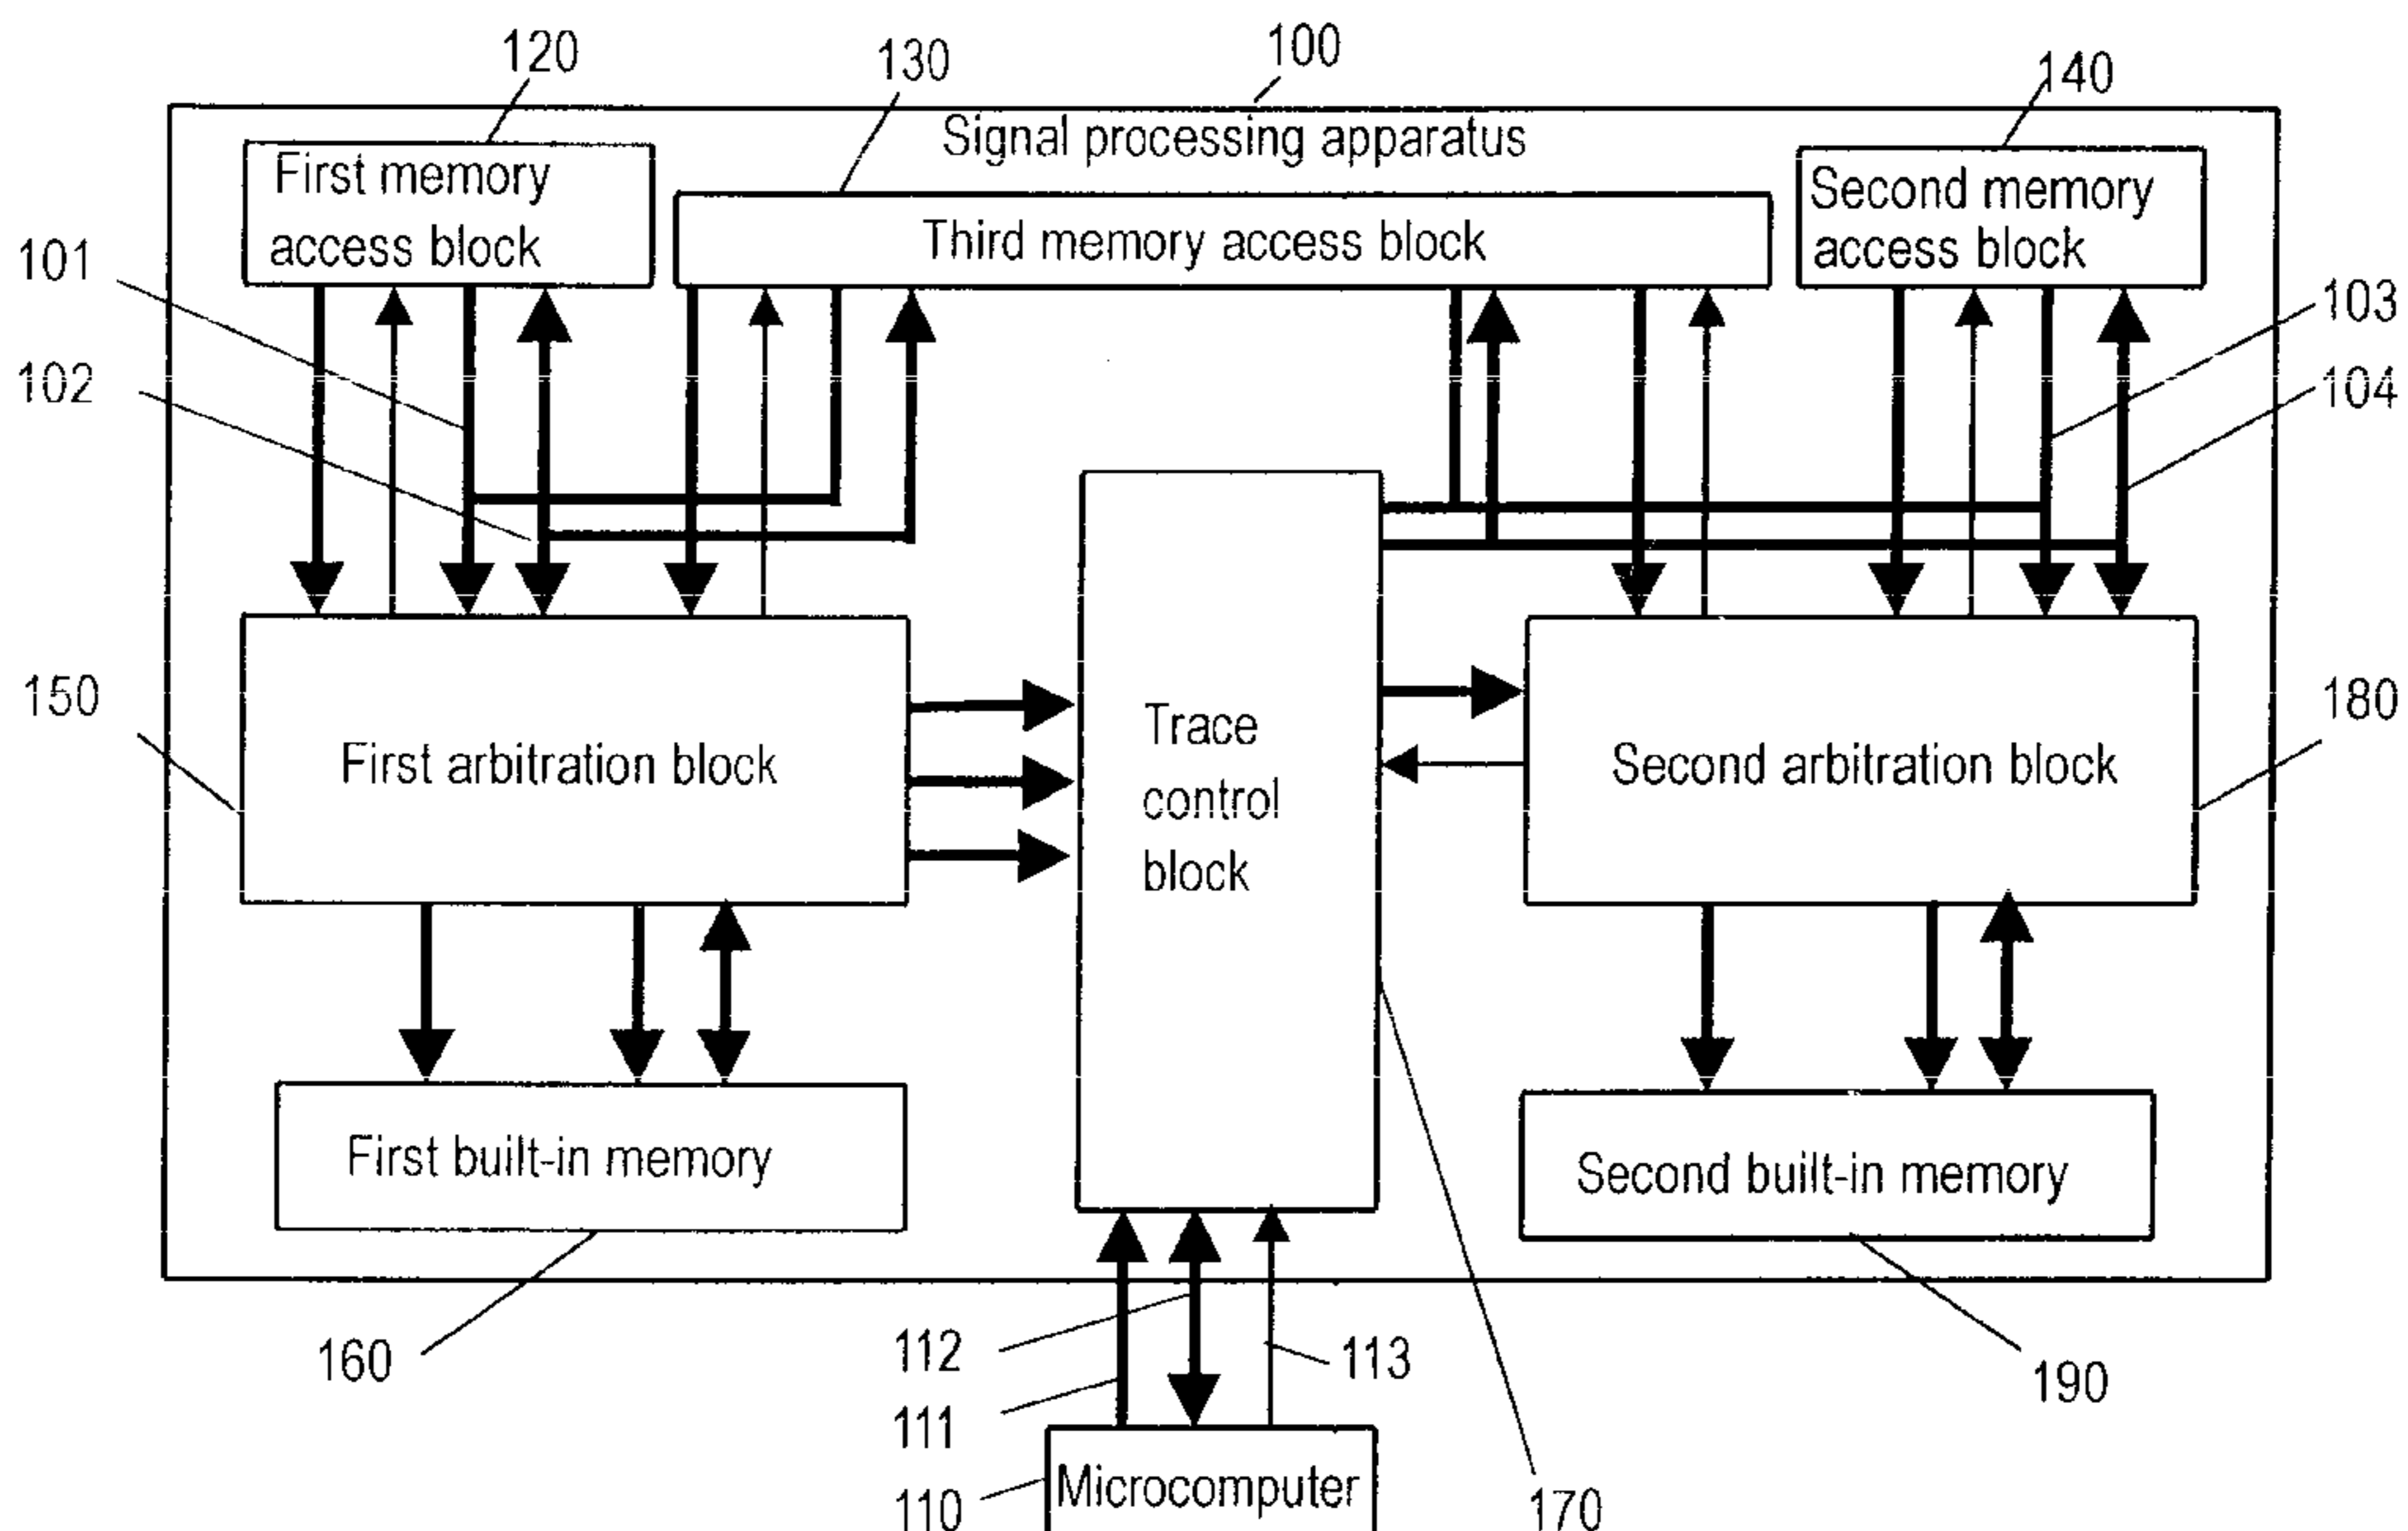 120
130
100
140
Signal processing apparatus
First memory
access block
Third memory access block
Second memory
access block
101
102
103
104
150
First arbitration block
Trace
control
block
Second arbitration block
180
First built-in memory
Second built-in memory
160
112
113
111
190
110
Microcomputer
170